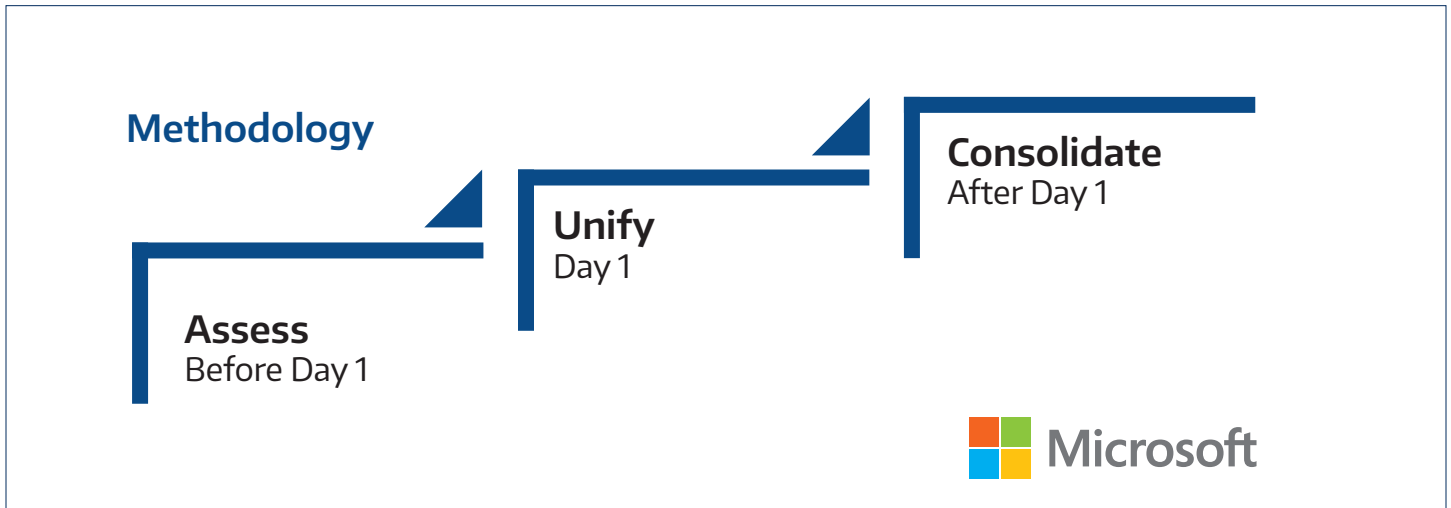 Methodology
Assess
Before Day 1
Unify
Day 1
Consolidate
After Day 1
Microsoft